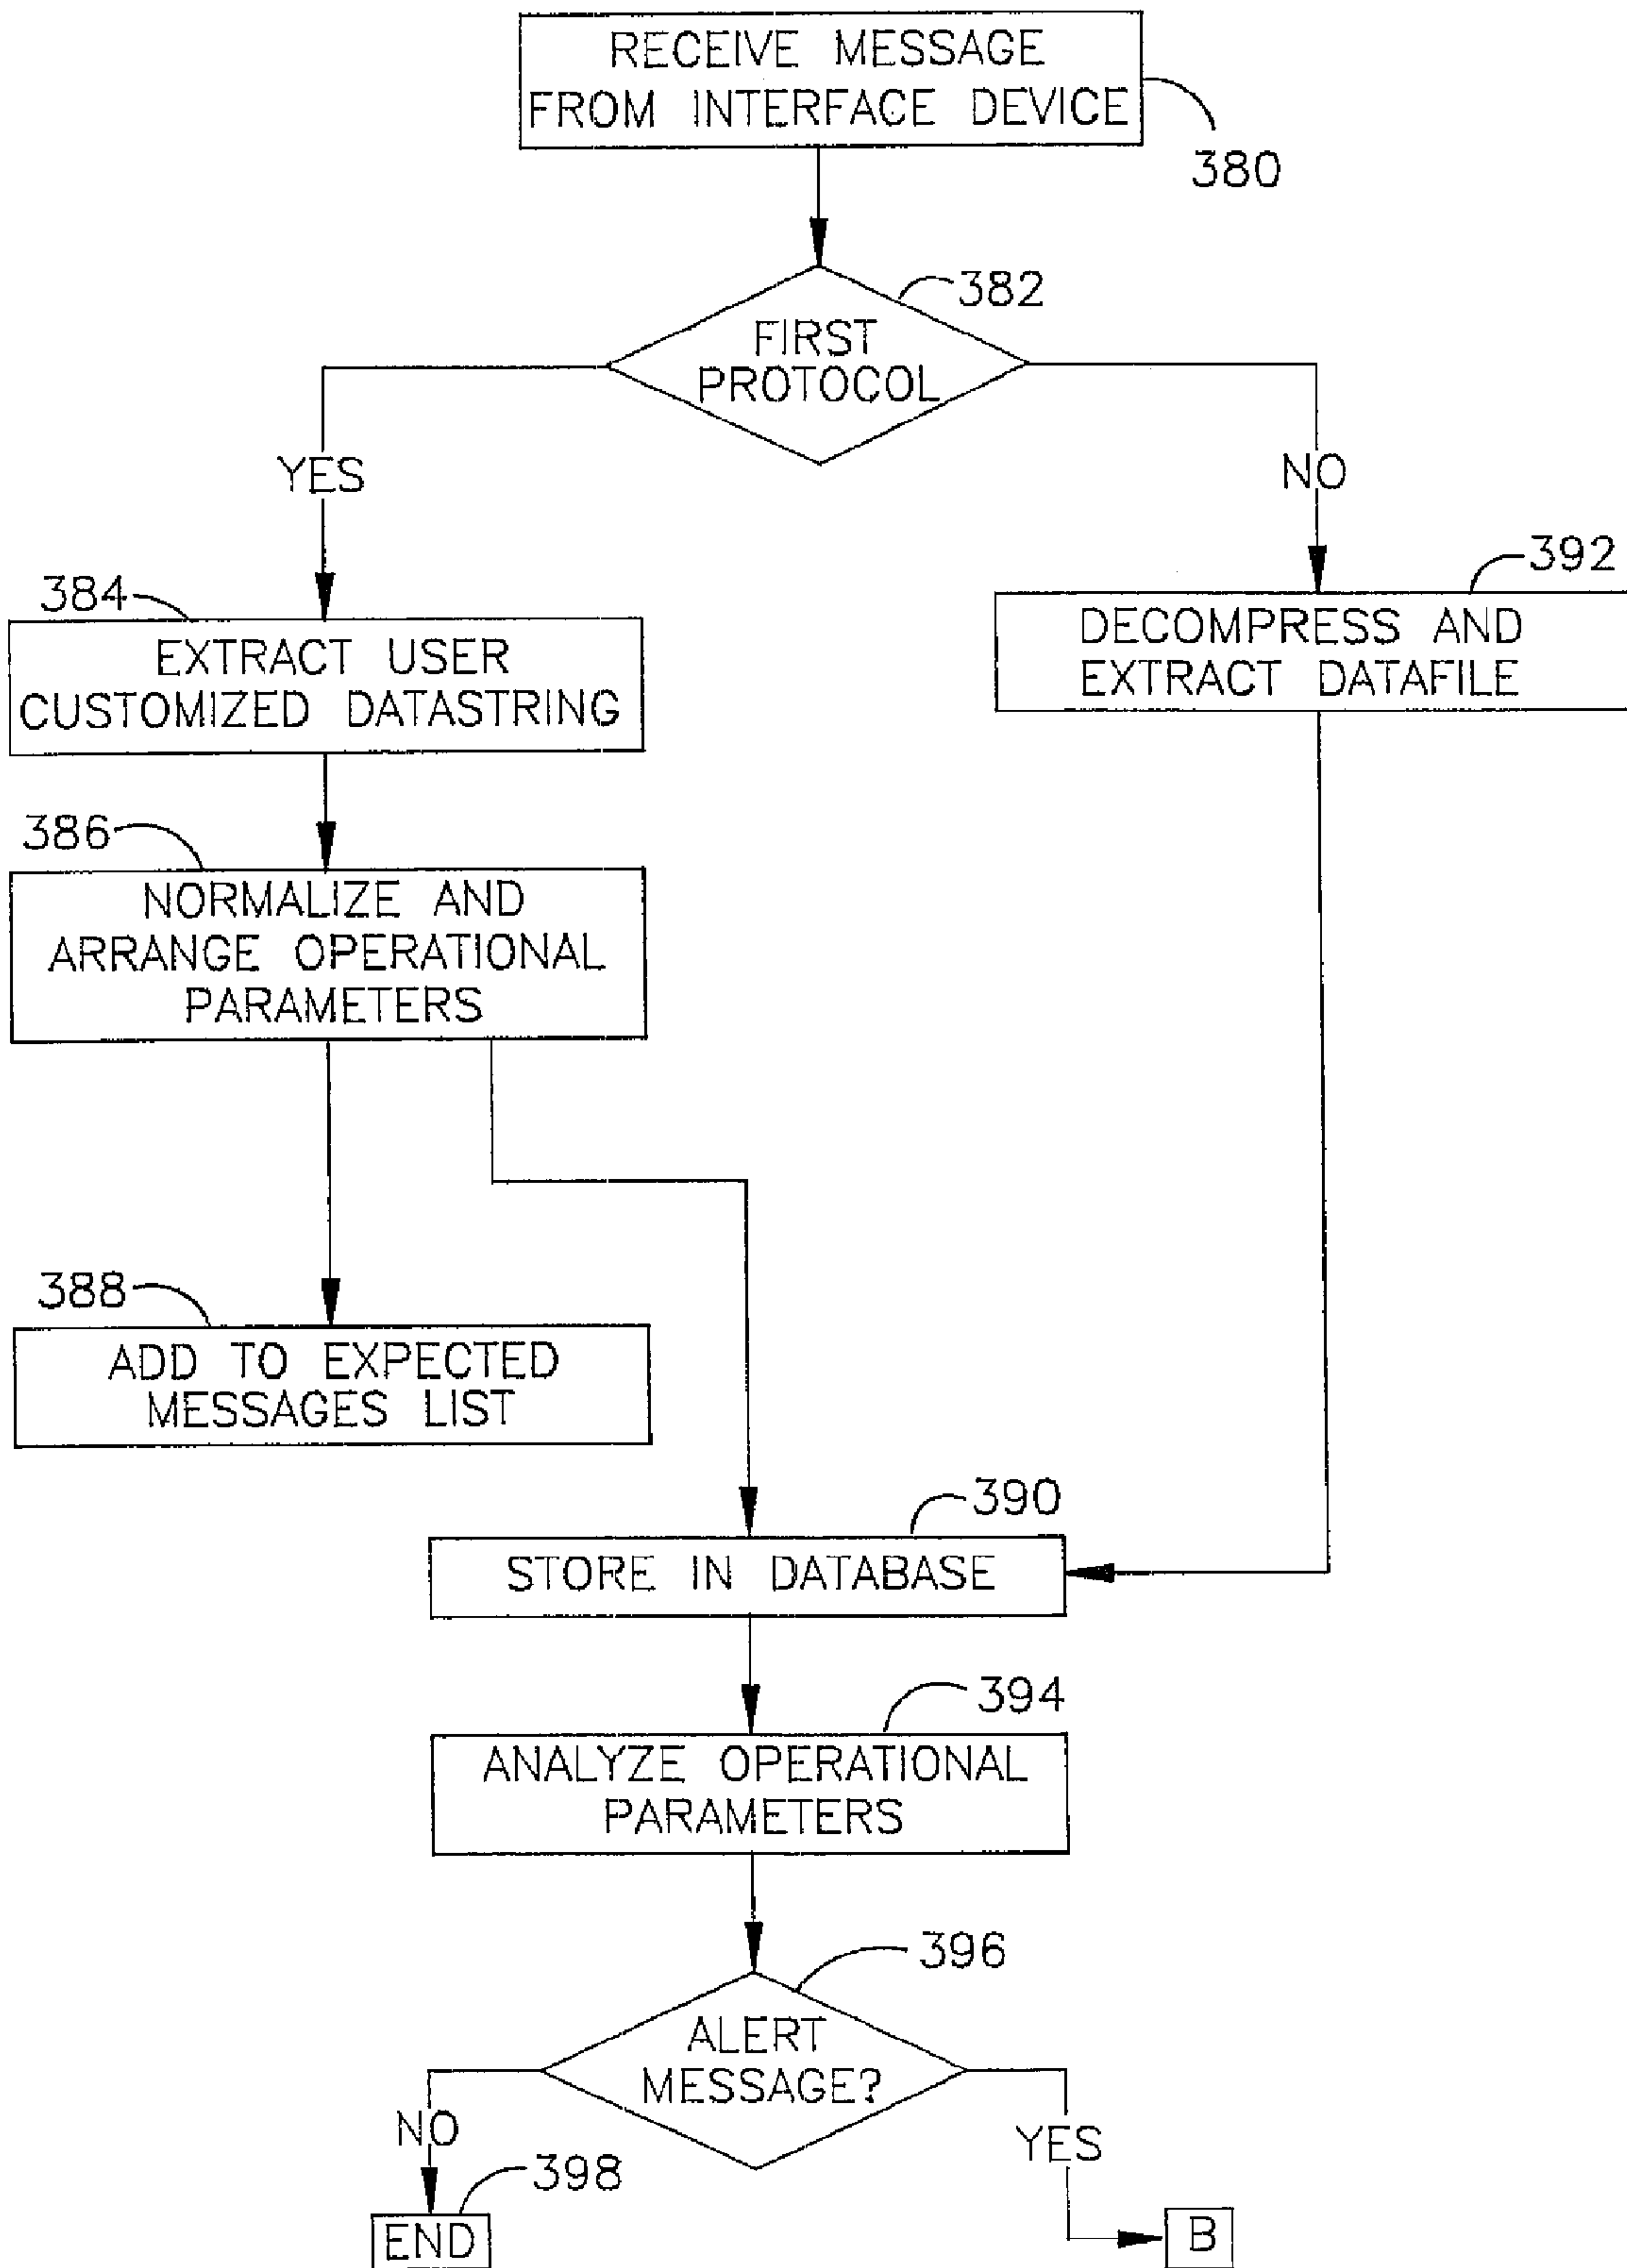 RECEIVE MESSAGE
FROM INTERFACE DEVICE
380
382
FIRST
PROTOCOL
YES
NO
384
EXTRACT USER
CUSTOMIZED DATASTRING
392
DECOMPRESS AND
EXTRACT DATAFILE
386
NORMALIZE AND
ARRANGE OPERATIONAL
PARAMETERS
388
ADD TO EXPECTED
MESSAGES LIST
390
STORE IN DATABASE
394
ANALYZE OPERATIONAL
PARAMETERS
396
ALERT
MESSAGE?
NO
YES
398
END
B